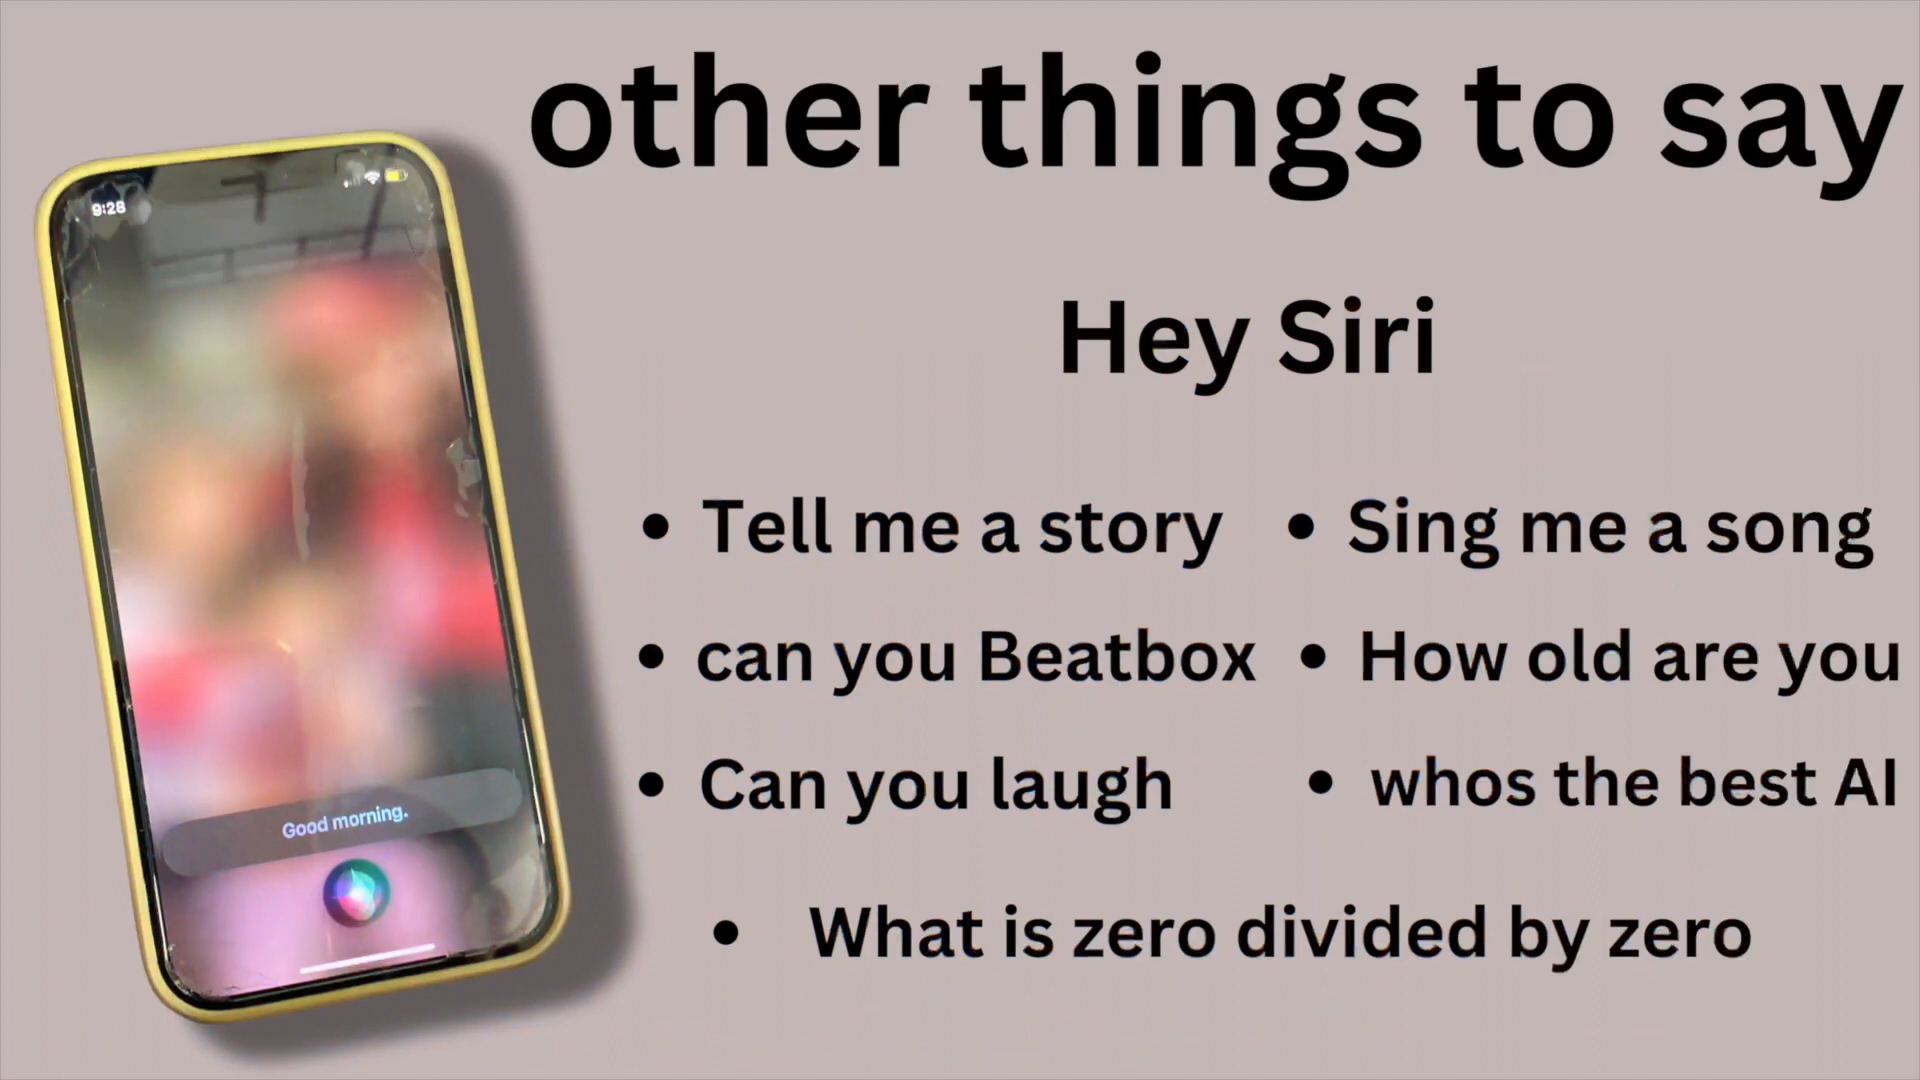 other things to say
Hey Siri
• Tell me a story
• Sing me a song
• can you Beatbox
• How old are you
• Can you laugh
• whos the best AI
• What is zero divided by zero
9:28
Good morning.